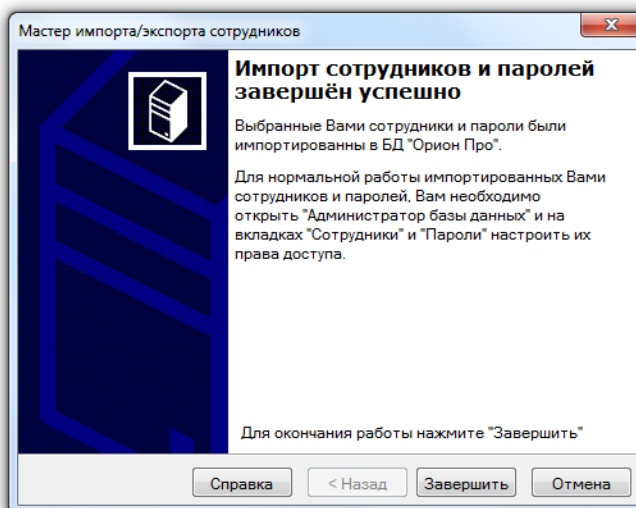 Мастер импорта/экспорта сотрудников
Импорт сотрудников и паролей
завершён успешно
Выбранные Вами сотрудники и пароли были
импортированны в БД "Орион Про".
Для нормальной работы импортированных Вами
сотрудников и паролей, Вам необходимо
открыть "Администратор базы данных" и на
вкладках "Сотрудники" и "Пароли" настроить их
права доступа.
Для окончания работы нажмите "Завершить"
Справка
< Назад
Завершить
Отмена